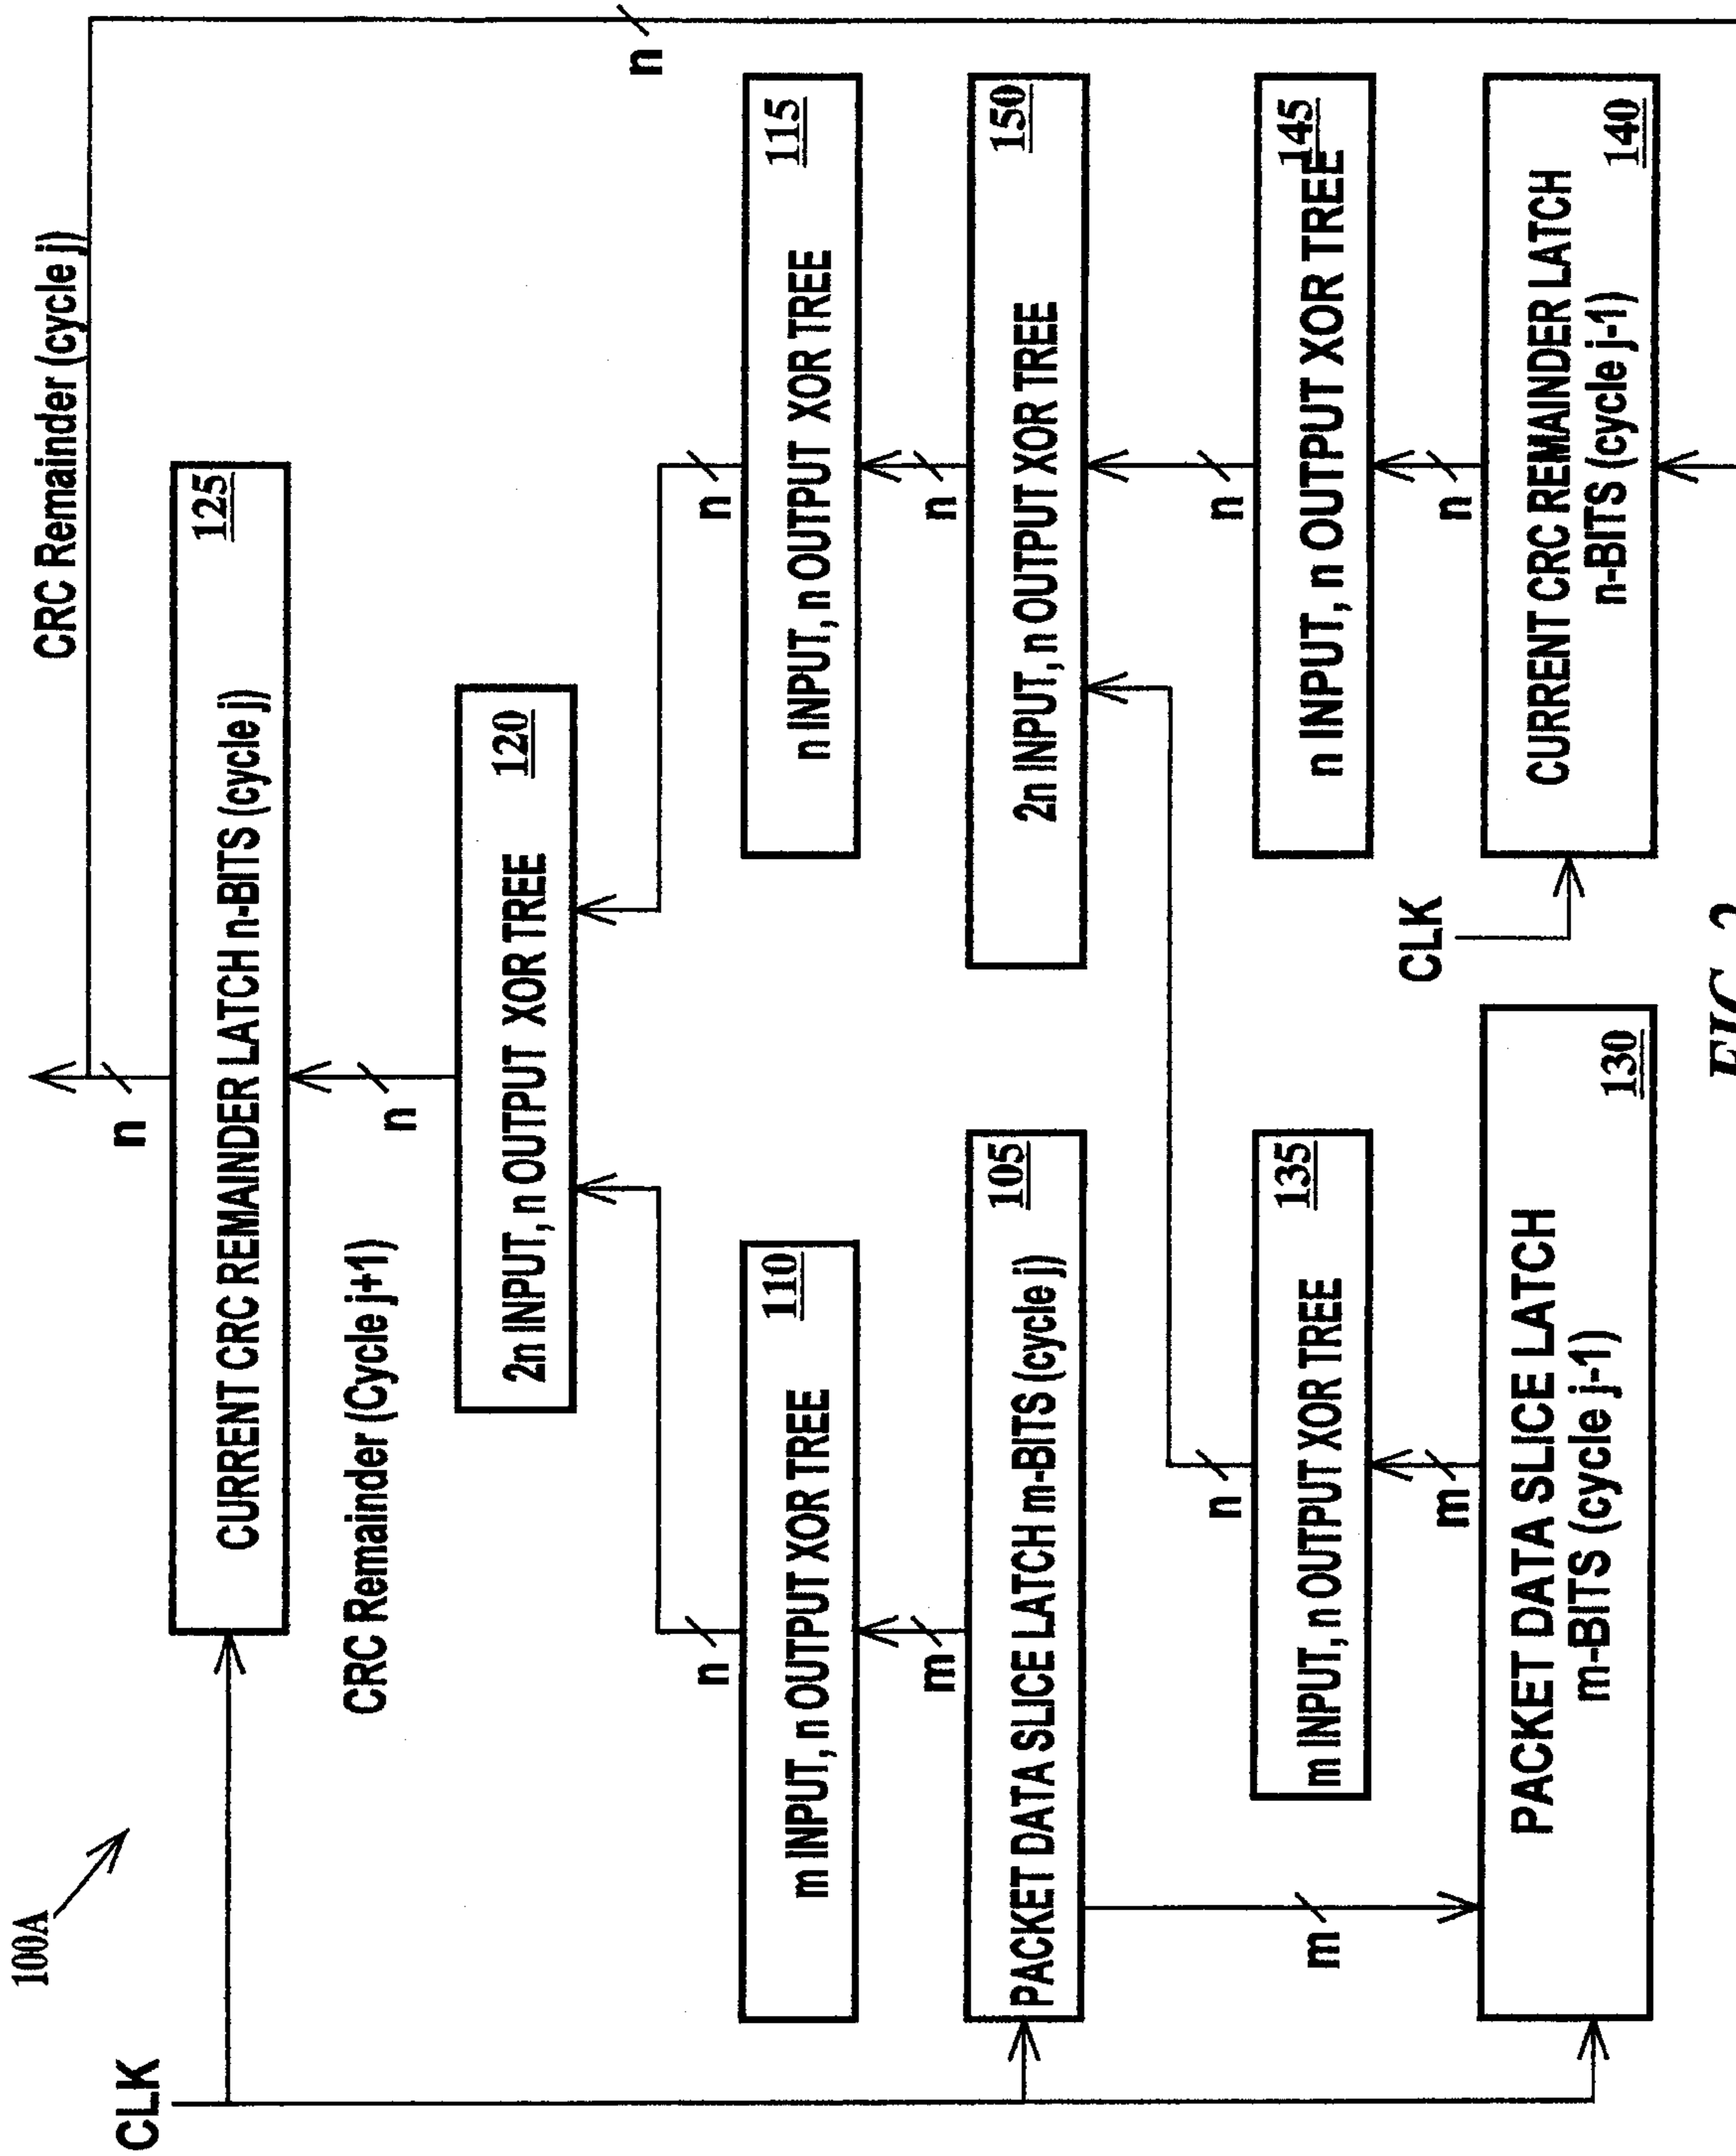 100A
CLK
CRC Remainder (cycle j)
n
n
CURRENT CRC REMAINDER LATCH n-BITS (cycle j)
125
CRC Remainder (Cycle j+1)
n
2n INPUT, n OUTPUT XOR TREE
120
n
n
m INPUT, n OUTPUT XOR TREE
110
n INPUT, n OUTPUT XOR TREE
115
m
n
PACKET DATA SLICE LATCH m-BITS (cycle j)
105
2n INPUT, n OUTPUT XOR TREE
150
m
n
n
m INPUT, n OUTPUT XOR TREE
135
n INPUT, n OUTPUT XOR TREE
145
m
n
CLK
PACKET DATA SLICE LATCH
m-BITS (cycle j-1)
130
CURRENT CRC REMAINDER LATCH
n-BITS (cycle j-1)
140
FIG. 2